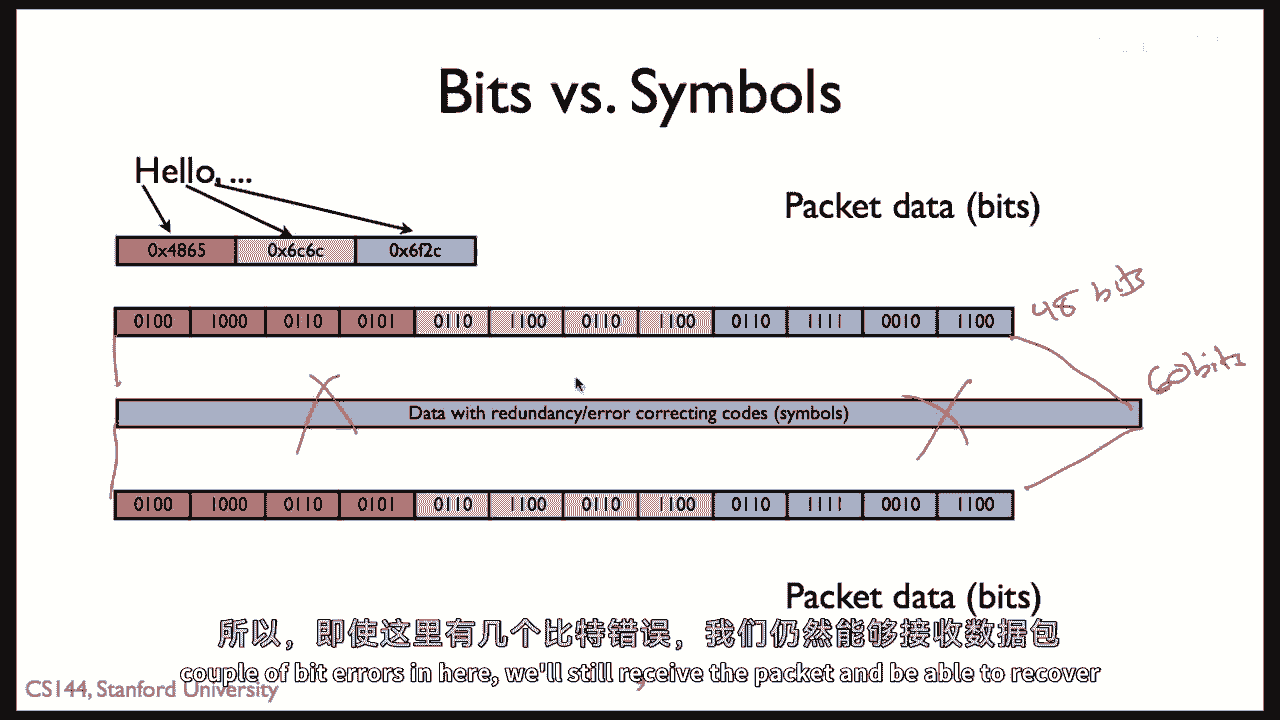 Bits vs. Symbols
Hello, ...
Packet data (bits)
0x4865 0x6c6c 0x6f2c
48 bits
0100 1000 0110 0101 0110 1100 0110 1100 0110 1111 0010 1100
60bits
Data with redundancy/error correcting codes (symbols)
0100 1000 0110 0101 0110 1100 0110 1100 0110 1111 0010 1100
Packet data (bits)
所以，即使这里有几个比特错误，我们仍然能够接收数据包
couple of bit errors in here, we'll still receive the packet and be able to recover
CS144, Stanford University